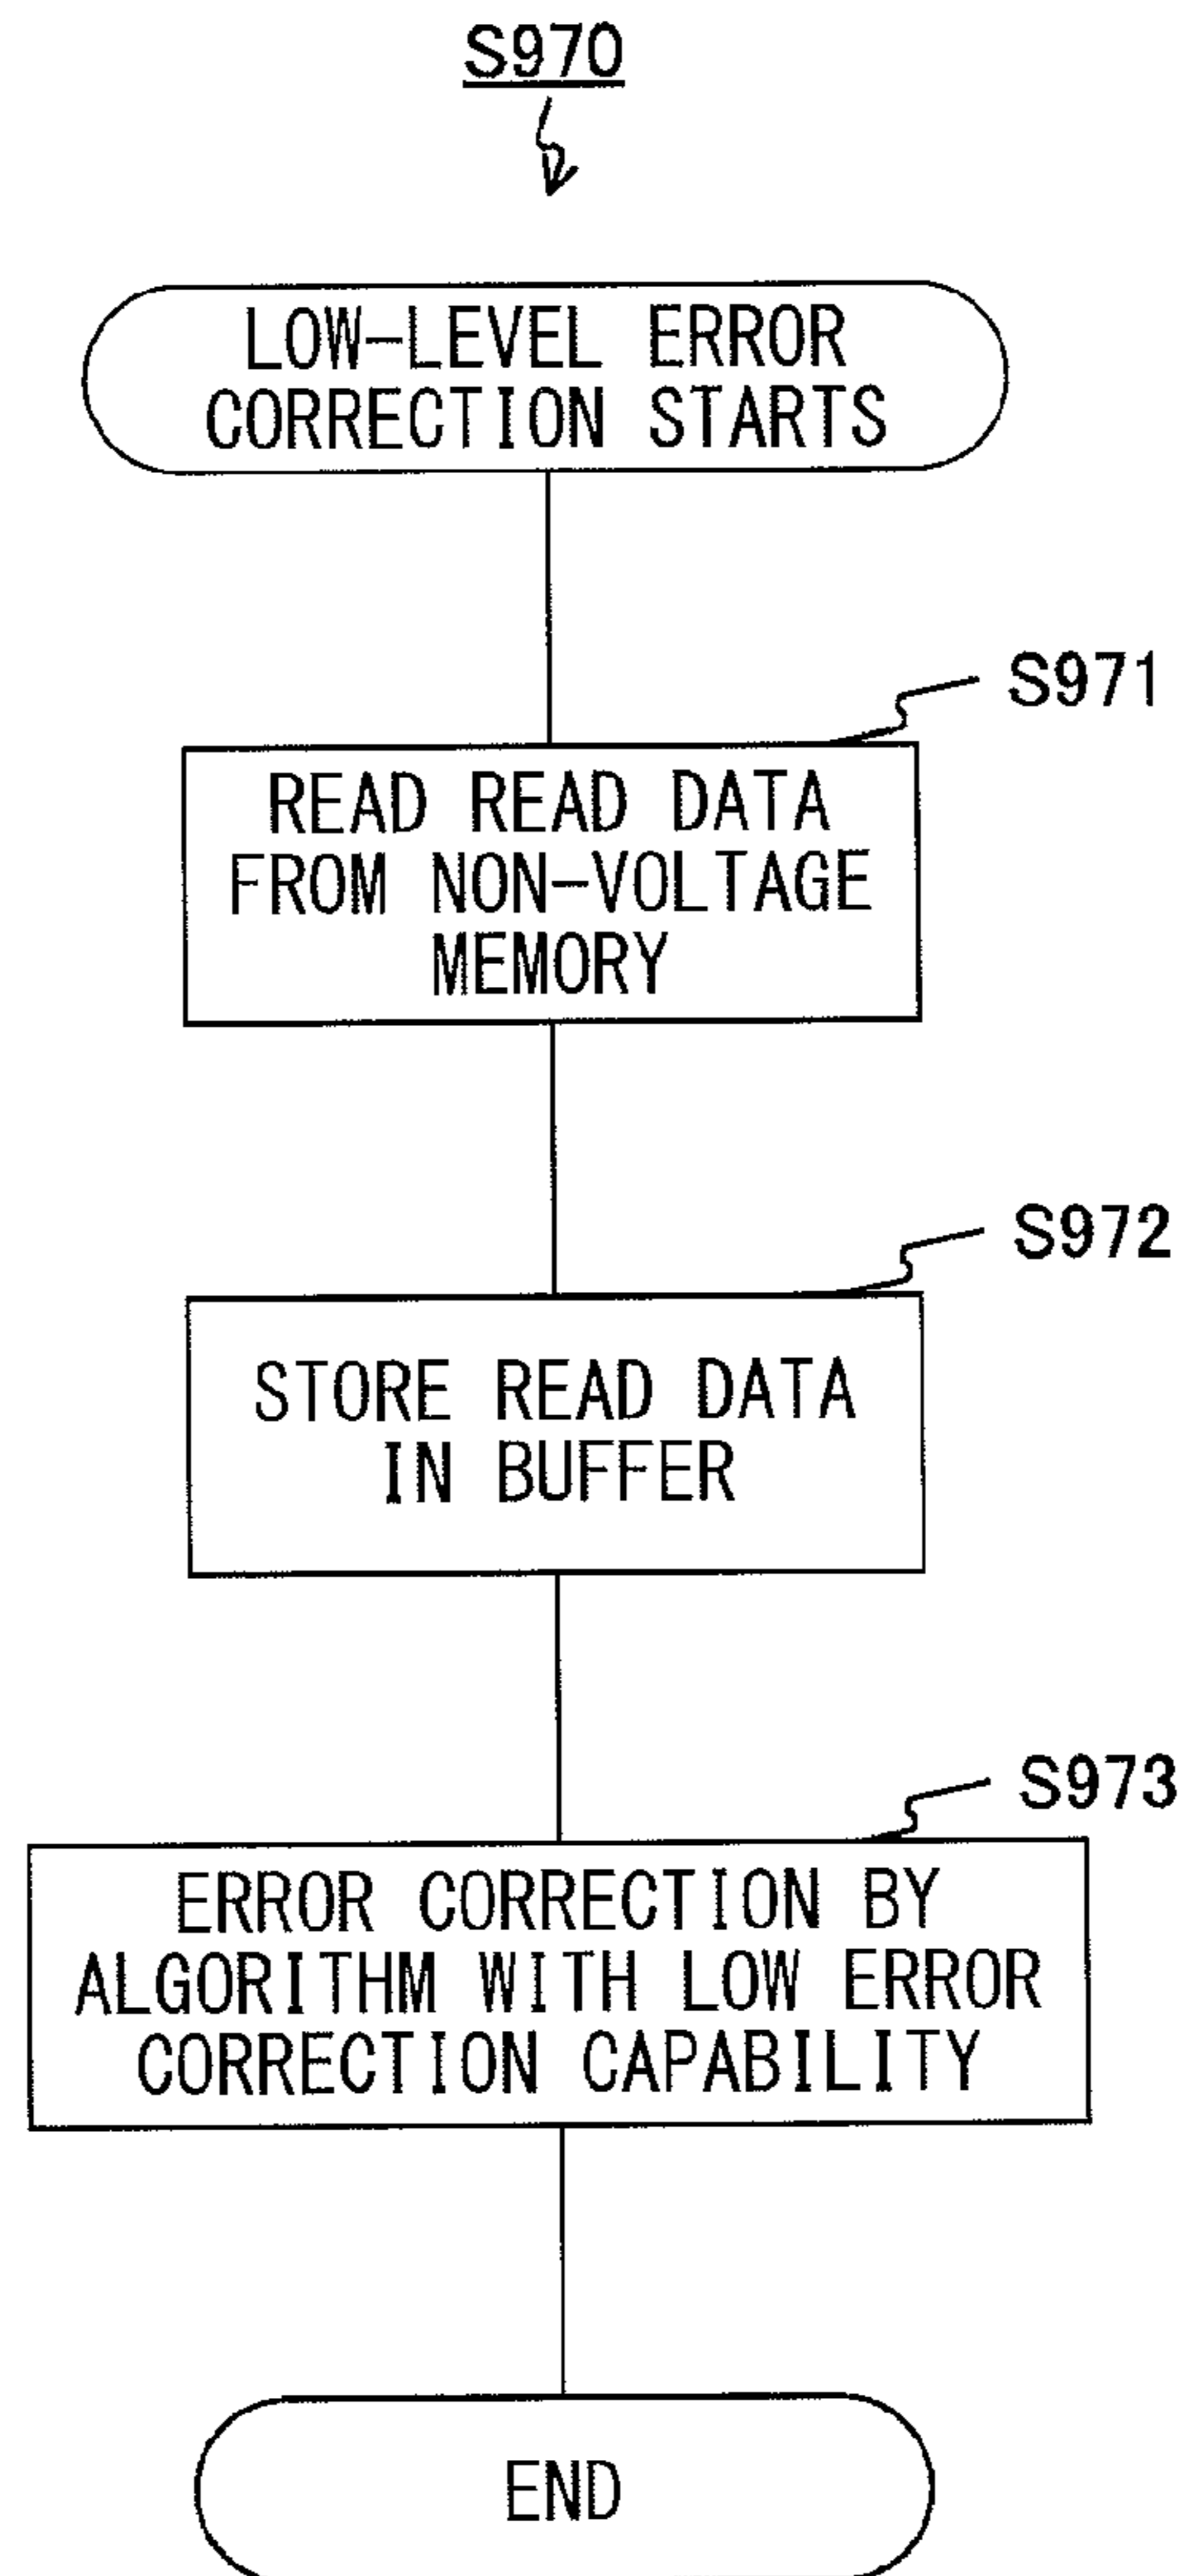 S970
LOW-LEVEL ERROR
CORRECTION STARTS
S971
READ READ DATA
FROM NON-VOLTAGE
MEMORY
S972
STORE READ DATA
IN BUFFER
S973
ERROR CORRECTION BY
ALGORITHM WITH LOW ERROR
CORRECTION CAPABILITY
END